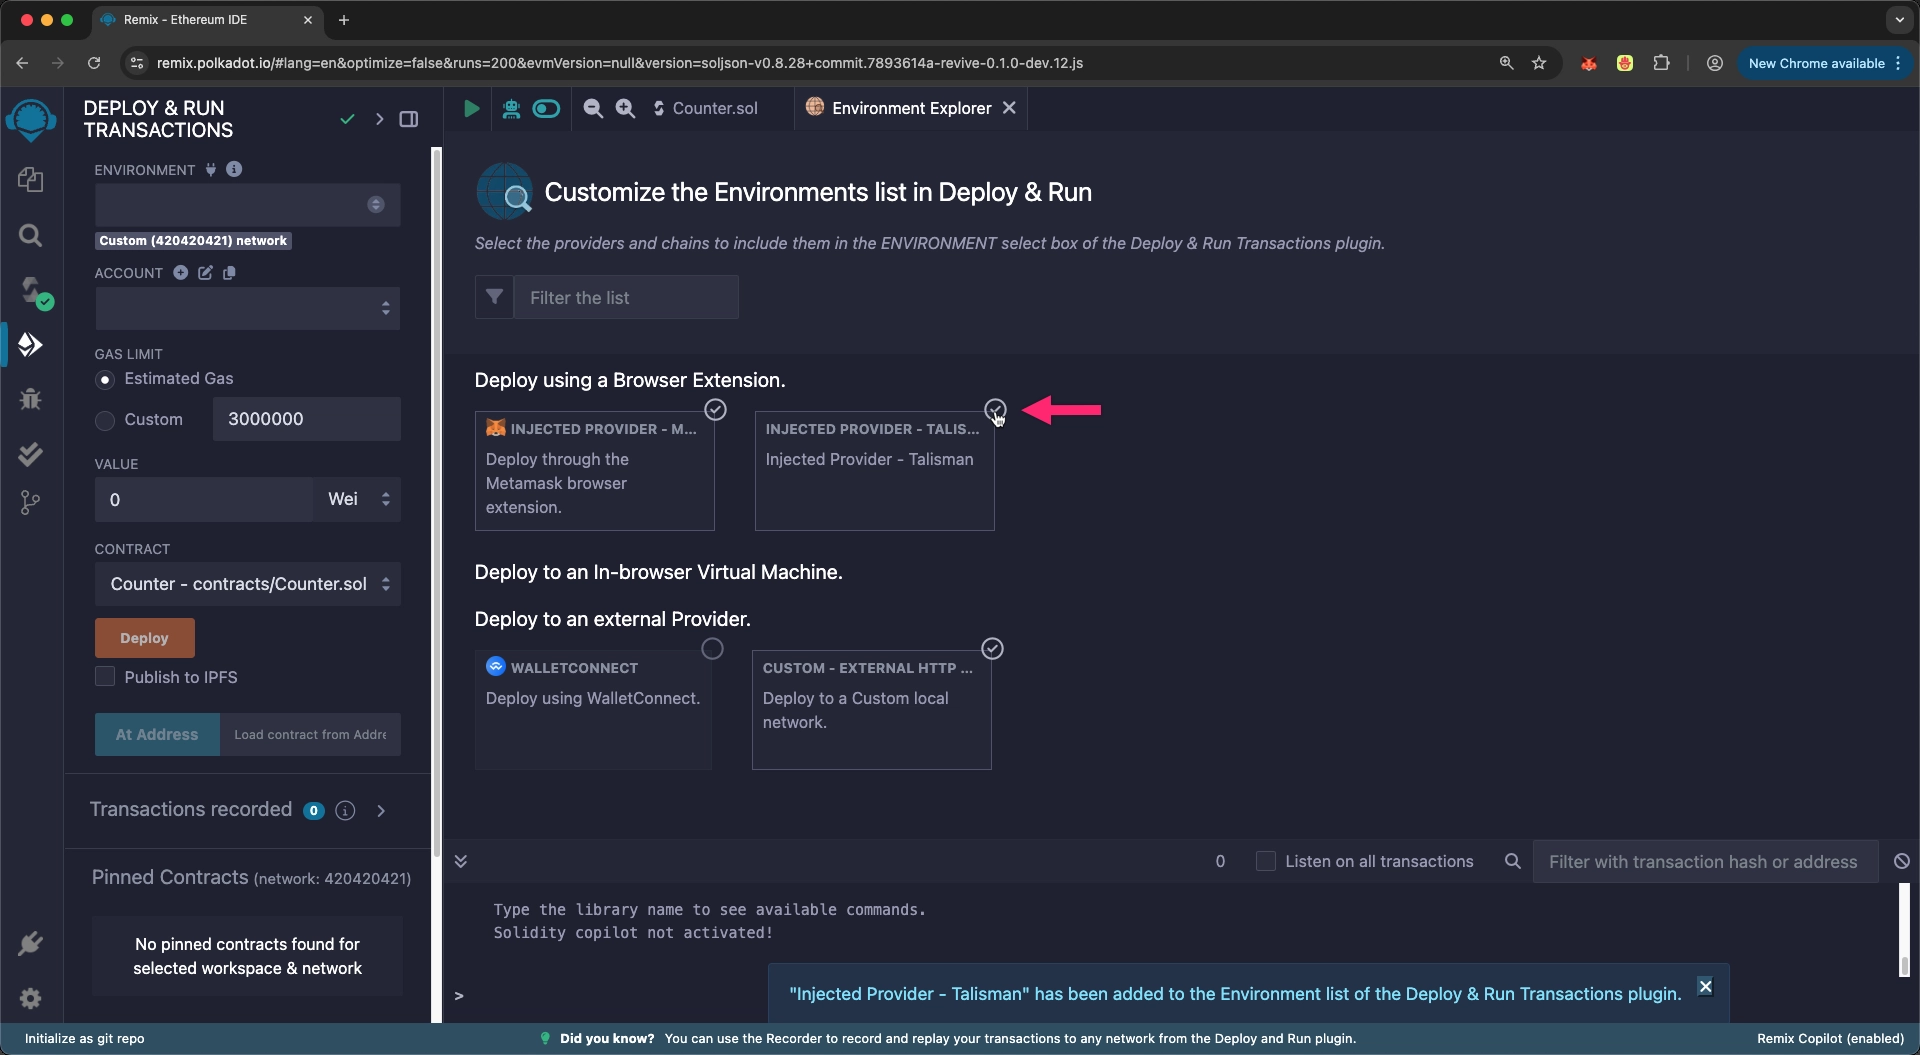 Remix - Ethereum IDE
remix.polkadot.io/#lang=en&optimize=false&runs=200&evmVersion=null&version=soljson-v0.8.28+commit.7893614a-revive-0.1.0-dev.12.js
New Chrome available
DEPLOY & RUN
TRANSACTIONS
Counter.sol
Environment Explorer
ENVIRONMENT
Custom (420420421) network
ACCOUNT
GAS LIMIT
Estimated Gas
Custom
3000000
VALUE
0
Wei
CONTRACT
Counter - contracts/Counter.sol
Deploy
Publish to IPFS
At Address
Load contract from Addre
Transactions recorded 0
Pinned Contracts (network: 420420421)
No pinned contracts found for
selected workspace & network
Customize the Environments list in Deploy & Run
Select the providers and chains to include them in the ENVIRONMENT select box of the Deploy & Run Transactions plugin.
Filter the list
Deploy using a Browser Extension.
INJECTED PROVIDER - M...
Deploy through the
Metamask browser
extension.
INJECTED PROVIDER - TALIS...
Injected Provider - Talisman
Deploy to an In-browser Virtual Machine.
Deploy to an external Provider.
WALLETCONNECT
Deploy using WalletConnect.
CUSTOM - EXTERNAL HTTP ...
Deploy to a Custom local
network.
0
Listen on all transactions
Filter with transaction hash or address
Type the library name to see available commands.
Solidity copilot not activated!
>
"Injected Provider - Talisman" has been added to the Environment list of the Deploy & Run Transactions plugin.
Initialize as git repo
Did you know? You can use the Recorder to record and replay your transactions to any network from the Deploy and Run plugin.
Remix Copilot (enabled)